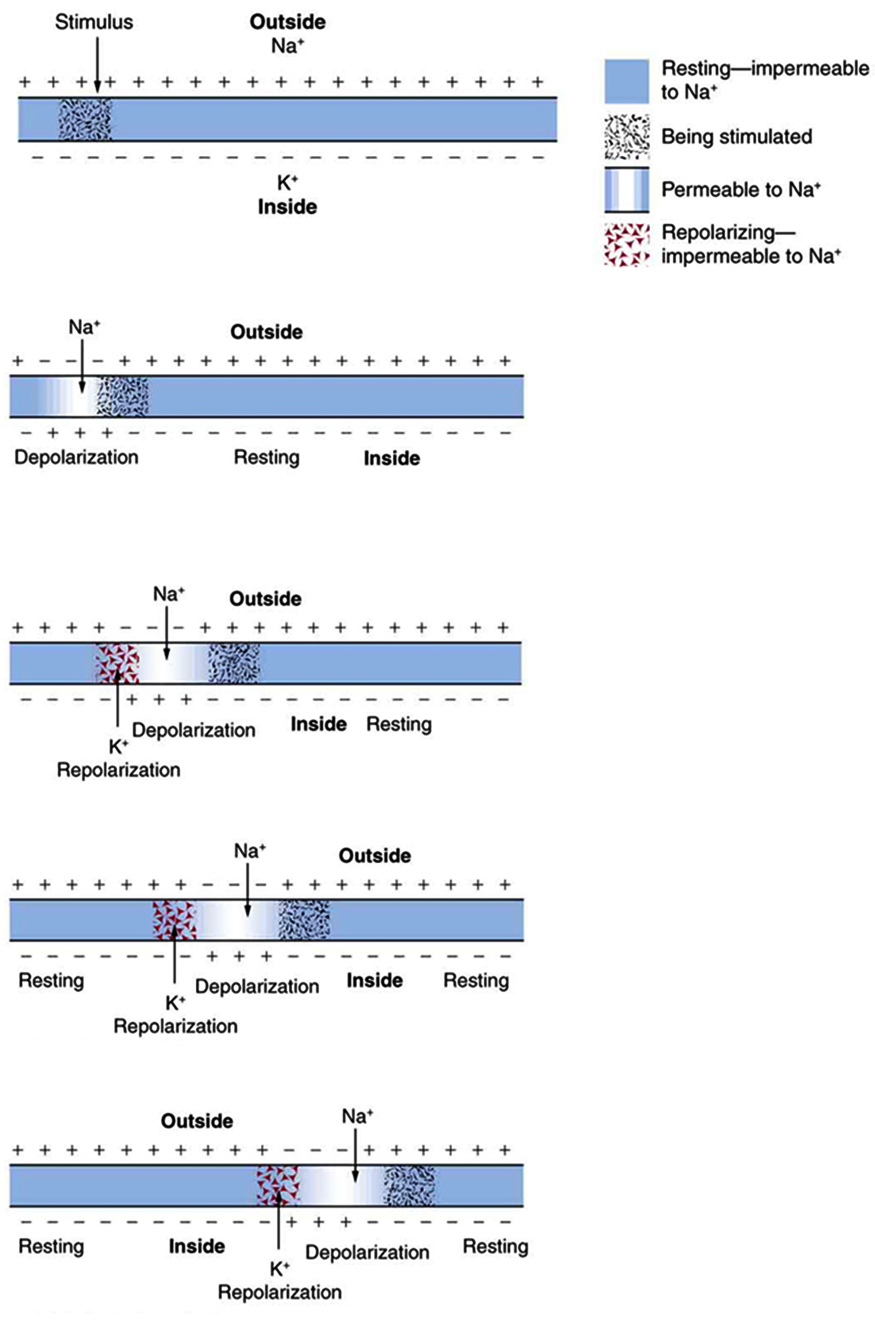 Stimulus
Outside
Na⁺
+ + + + + + + + + + + + + + + + + + +
– – – – – – – – – – – – – – – – – – –
K⁺
Inside
Resting—impermeable
to Na⁺
Being stimulated
Permeable to Na⁺
Repolarizing—
impermeable to Na⁺
Na⁺
Outside
+ – – – + + + + + + + + + + + + + + +
– + + + – – – – – – – – – – – – – – –
Depolarization
Resting
Inside
Na⁺
Outside
+ + + + – – – + + + + + + + + + + + +
– – – – + + + – – – – – – – – – – – –
Depolarization
Inside
Resting
K⁺
Repolarization
Na⁺
Outside
+ + + + + + + – – – + + + + + + + + +
– – – – – – – + + + – – – – – – – – –
Resting
Depolarization
Inside
Resting
K⁺
Repolarization
Outside
Na⁺
+ + + + + + + + + + – – – + + + + + +
– – – – – – – – – – + + + – – – – – –
Resting
Inside
Depolarization
Resting
K⁺
Repolarization